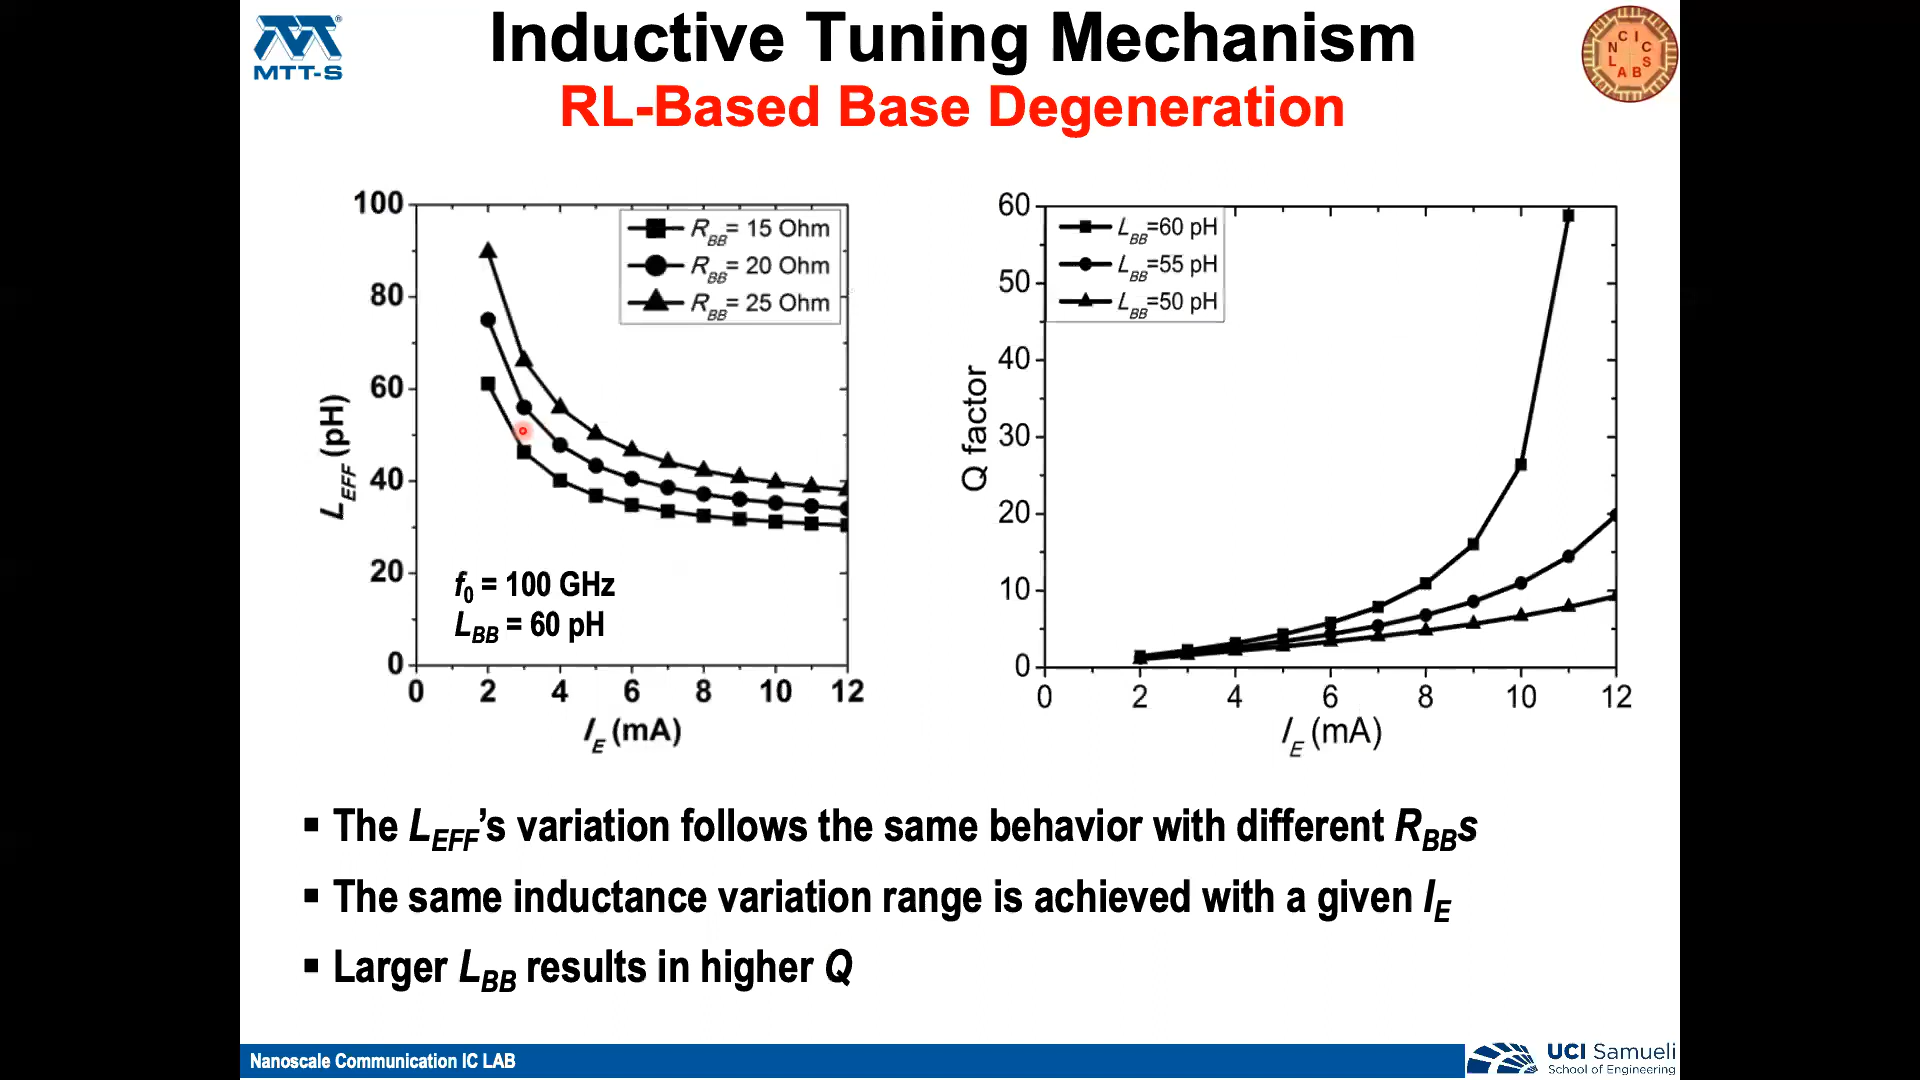 Inductive Tuning Mechanism
RL-Based Base Degeneration
MTT-S
®
N C I C
L A B S
100
80
60
40
20
0
0 2 4 6 8 10 12
L_EFF (pH)
I_E (mA)
R_BB= 15 Ohm
R_BB= 20 Ohm
R_BB= 25 Ohm
f_0 = 100 GHz
L_BB = 60 pH
60
50
40
30
20
10
0
0 2 4 6 8 10 12
Q factor
I_E (mA)
L_BB=60 pH
L_BB=55 pH
L_BB=50 pH
▪ The L_EFF’s variation follows the same behavior with different R_BBs
▪ The same inductance variation range is achieved with a given I_E
▪ Larger L_BB results in higher Q
Nanoscale Communication IC LAB
UCI Samueli
School of Engineering